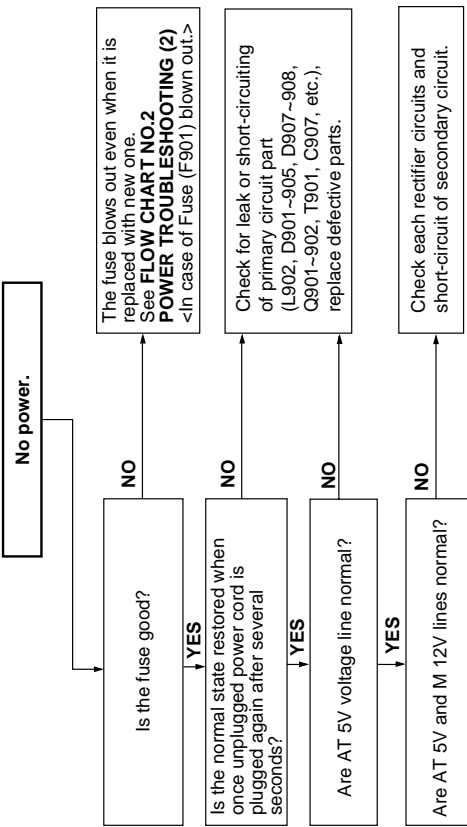 No power.
Is the fuse good?
NO
The fuse blows out even when it is
replaced with new one.
See FLOW CHART NO.2
POWER TROUBLESHOOTING (2)
<In case of Fuse (F901) blown out.>
YES
Is the normal state restored when
once unplugged power cord is
plugged again after several
seconds?
NO
Check for leak or short-circuiting
of primary circuit part
(L902, D901~905, D907~908,
Q901~902, T901, C907, etc.),
replace defective parts.
YES
Are AT 5V voltage line normal?
NO
YES
Are AT 5V and M 12V lines normal?
NO
Check each rectifier circuits and
short-circuit of secondary circuit.